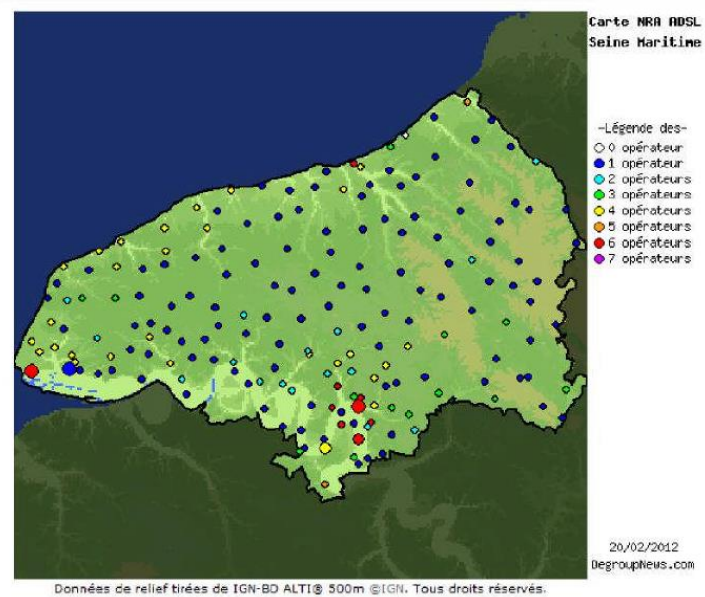 Carte NRA ADSL
Seine Maritime
-Légende des-
0 opérateur
1 opérateur
2 opérateurs
3 opérateurs
4 opérateurs
5 opérateurs
6 opérateurs
7 opérateurs
20/02/2012
DegroupNews.com
Données de relief tirées de IGN-BD ALTI® 500m ©IGN. Tous droits réservés.